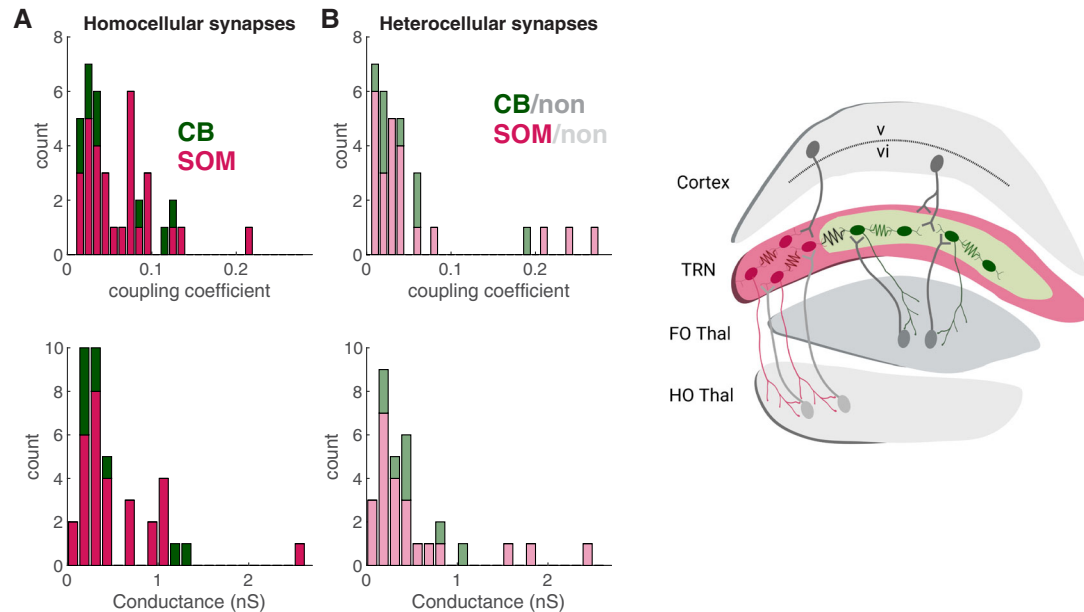 A
Homocellular synapses
8
6
4
2
0
count
CB
SOM
0
0.1
0.2
coupling coefficient
B
Heterocellular synapses
8
6
4
2
0
count
CB/non
SOM/non
0
0.1
0.2
coupling coefficient
10
8
6
4
2
0
count
0
1
2
Conductance (nS)
10
8
6
4
2
0
count
0
1
2
Conductance (nS)
v
vi
Cortex
TRN
FO Thal
HO Thal